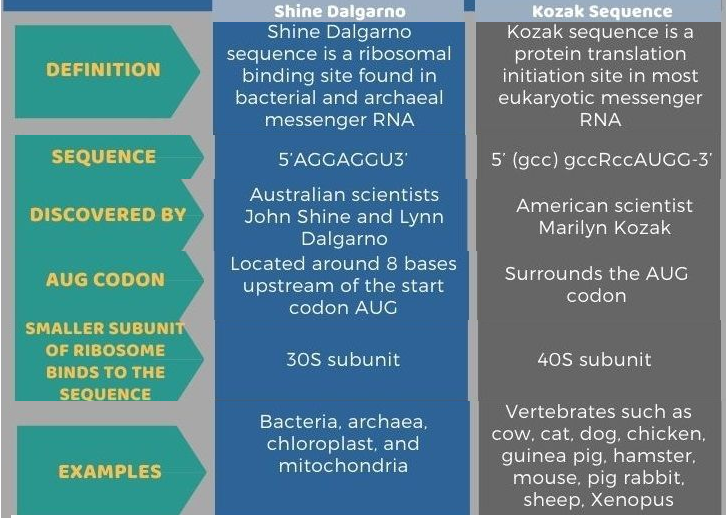 Shine Dalgarno
Kozak Sequence
DEFINITION
Shine Dalgarno
sequence is a ribosomal
binding site found in
bacterial and archaeal
messenger RNA
Kozak sequence is a
protein translation
initiation site in most
eukaryotic messenger
RNA
SEQUENCE
5'AGGAGGU3'
5' (gcc) gccRccAUGG-3'
DISCOVERED BY
Australian scientists
John Shine and Lynn
Dalgarno
American scientist
Marilyn Kozak
AUG CODON
Located around 8 bases
upstream of the start
codon AUG
Surrounds the AUG
codon
SMALLER SUBUNIT
OF RIBOSOME
BINDS TO THE
SEQUENCE
30S subunit
40S subunit
EXAMPLES
Bacteria, archaea,
chloroplast, and
mitochondria
Vertebrates such as
cow, cat, dog, chicken,
guinea pig, hamster,
mouse, pig rabbit,
sheep, Xenopus